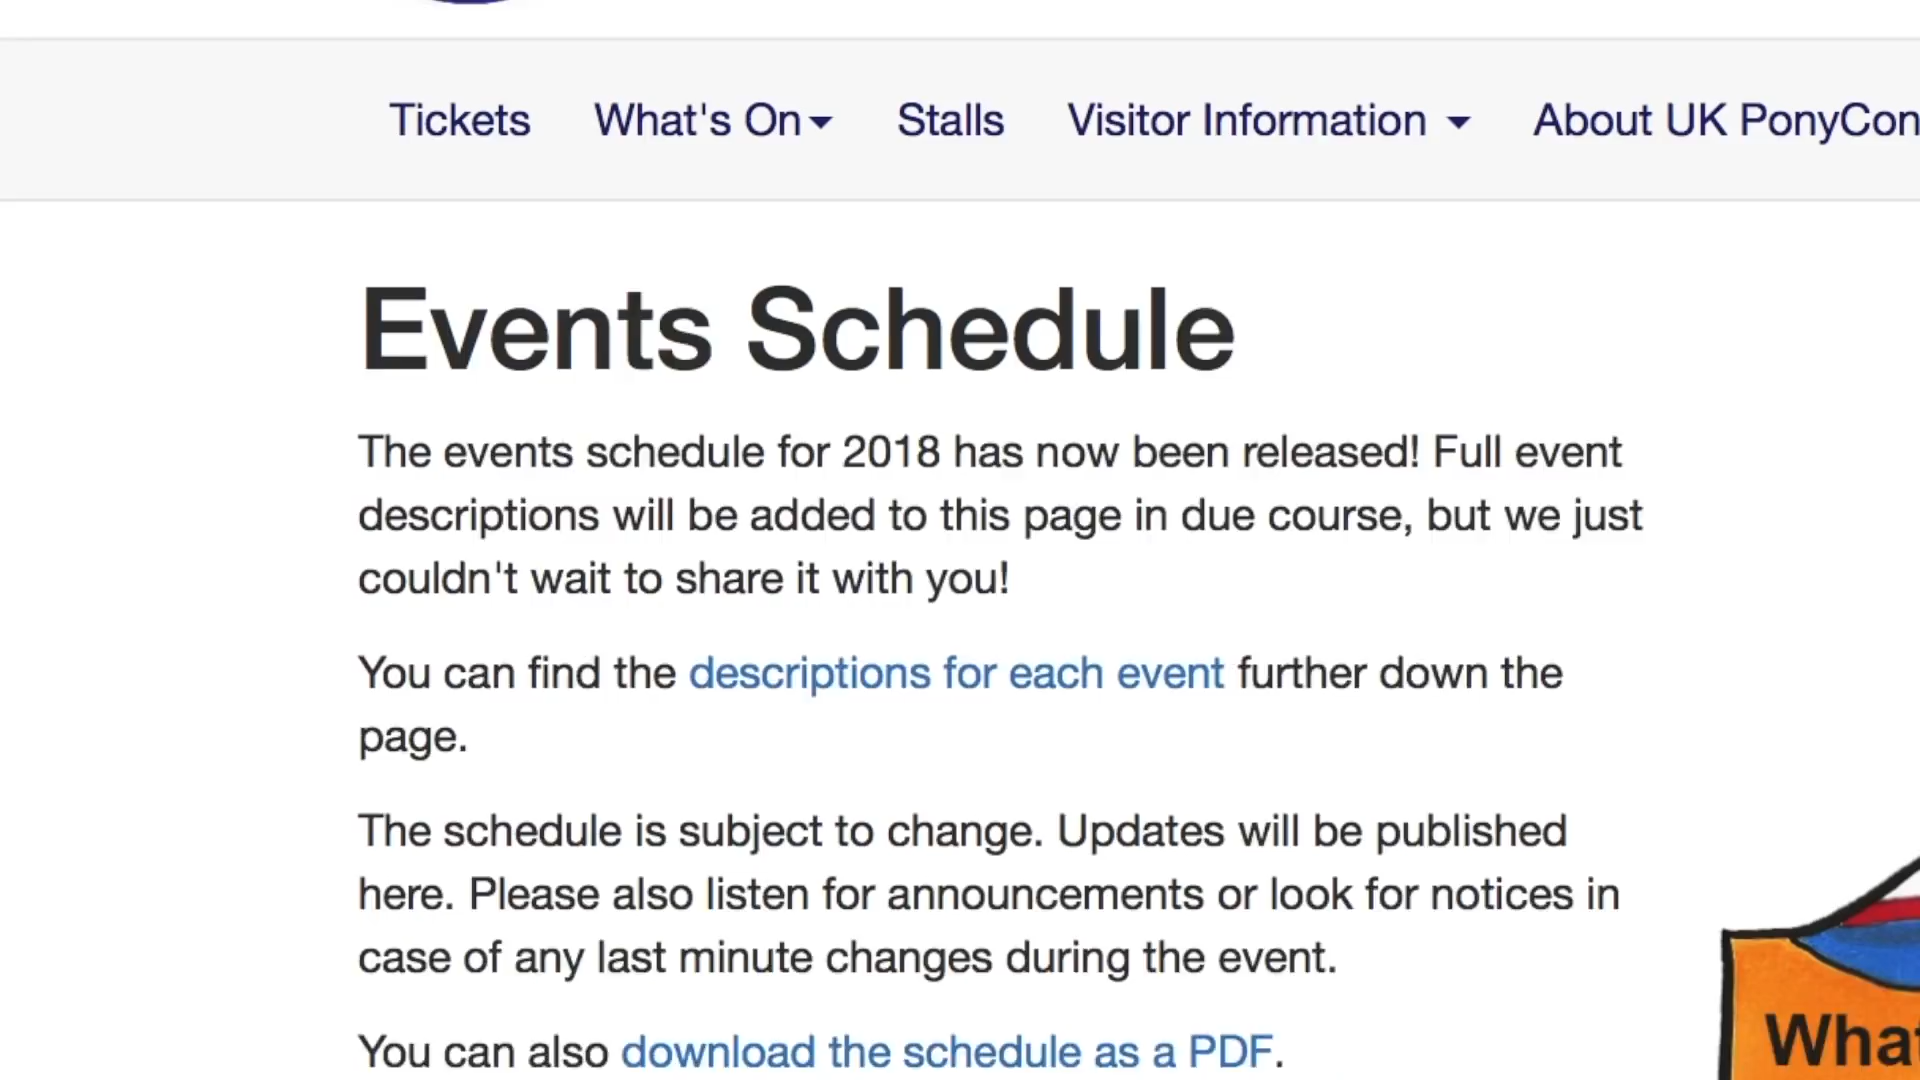 Tickets What's On Stalls Visitor Information About UK PonyCon
Events Schedule
The events schedule for 2018 has now been released! Full event
descriptions will be added to this page in due course, but we just
couldn't wait to share it with you!
You can find the descriptions for each event further down the
page.
The schedule is subject to change. Updates will be published
here. Please also listen for announcements or look for notices in
case of any last minute changes during the event.
You can also download the schedule as a PDF.